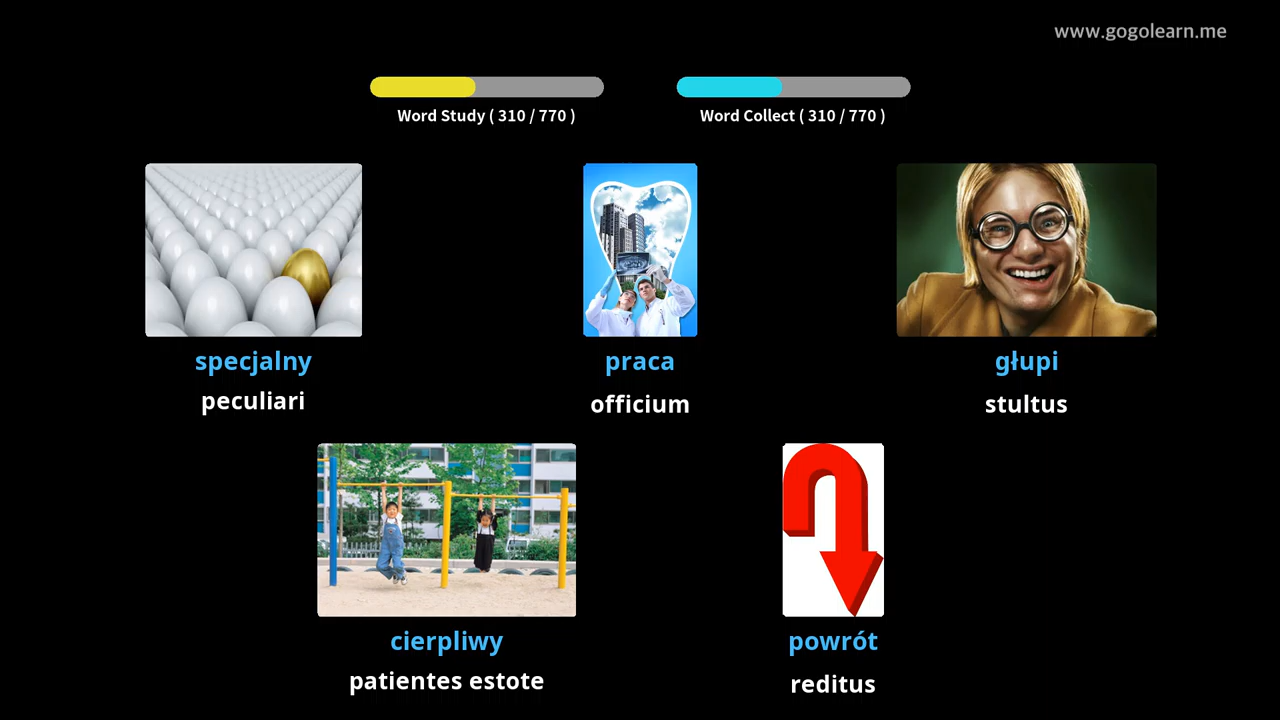 www.gogolearn.me
Word Study ( 310 / 770 )
Word Collect ( 310 / 770 )
specjalny
peculiari
praca
officium
głupi
stultus
cierpliwy
patientes estote
powrót
reditus